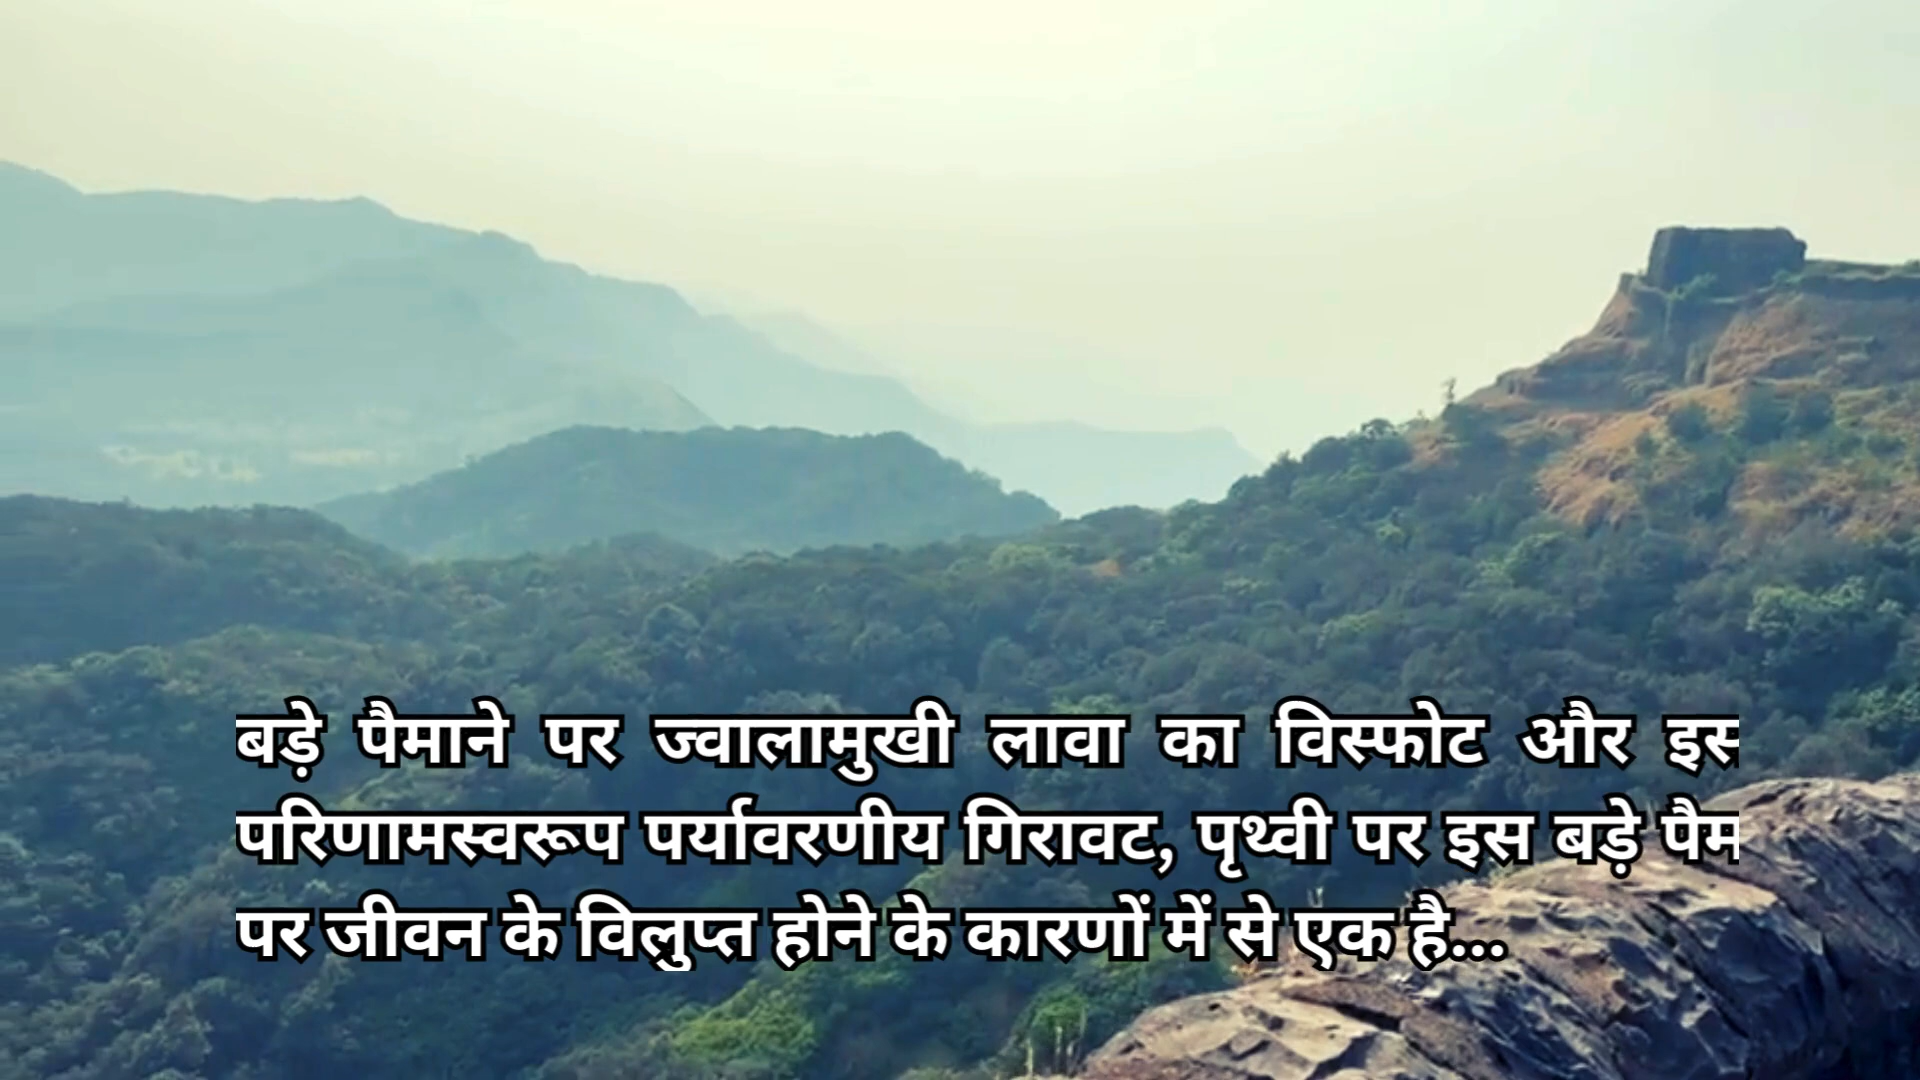 बड़े पैमाने पर ज्वालामुखी लावा का विस्फोट और इस
परिणामस्वरूप पर्यावरणीय गिरावट, पृथ्वी पर इस बड़े पैम
पर जीवन के विलुप्त होने के कारणों में से एक है...